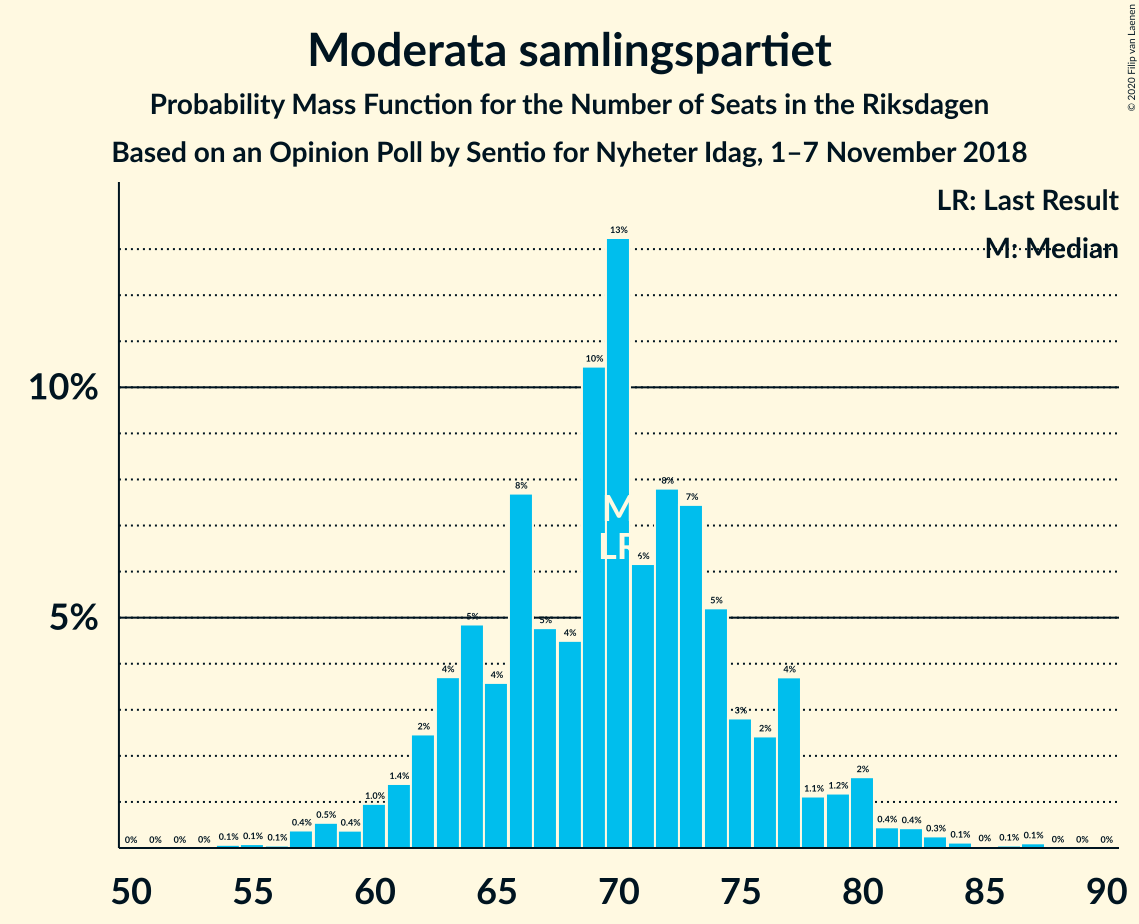 Moderata samlingspartiet
Probability Mass Function for the Number of Seats in the Riksdagen
Based on an Opinion Poll by Sentio for Nyheter Idag, 1–7 November 2018
© 2020 Filip van Laenen
LR: Last Result
M: Median
10%
5%
0% 0% 0% 0% 0.1% 0.1% 0.1% 0.4% 0.5% 0.4% 1.0% 1.4% 2% 4% 5% 4% 8% 5% 4% 10% 13% 6% 8% 7% 5% 3% 2% 4% 1.1% 1.2% 2% 0.4% 0.4% 0.3% 0.1% 0% 0.1% 0.1% 0% 0% 0%
M
LR
50 55 60 65 70 75 80 85 90